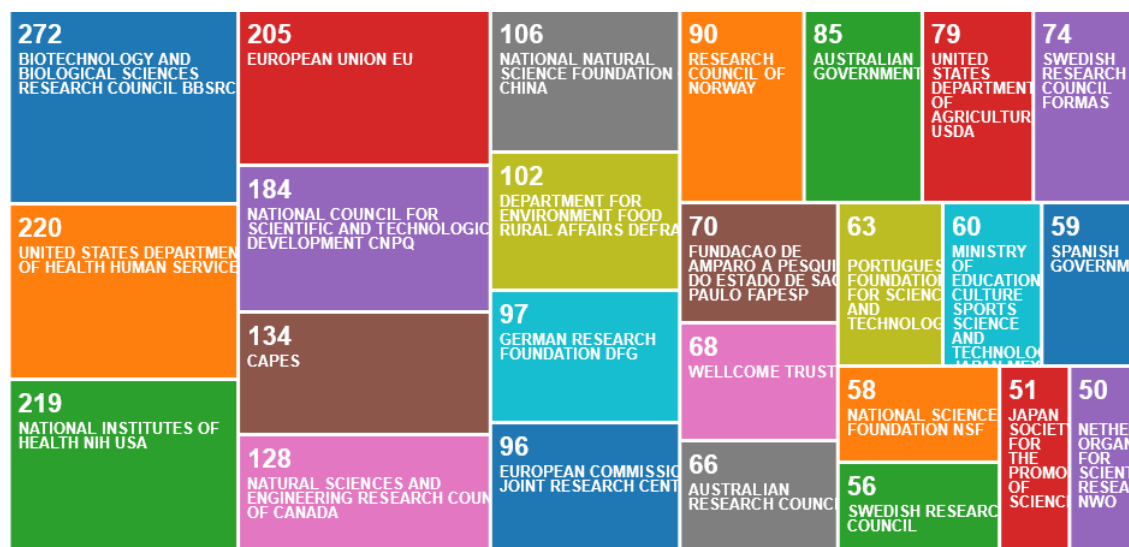 272
BIOTECHNOLOGY AND
BIOLOGICAL SCIENCES
RESEARCH COUNCIL BBSRC
220
UNITED STATES DEPARTMEN
OF HEALTH HUMAN SERVICE
219
NATIONAL INSTITUTES OF
HEALTH NIH USA
205
EUROPEAN UNION EU
184
NATIONAL COUNCIL FOR
SCIENTIFIC AND TECHNOLOGIC
DEVELOPMENT CNPQ
134
CAPES
128
NATURAL SCIENCES AND
ENGINEERING RESEARCH COUN
OF CANADA
106
NATIONAL NATURAL
SCIENCE FOUNDATION
CHINA
102
DEPARTMENT FOR
ENVIRONMENT FOOD
RURAL AFFAIRS DEFRA
97
GERMAN RESEARCH
FOUNDATION DFG
96
EUROPEAN COMMISSIO
JOINT RESEARCH CENT
90
RESEARCH
COUNCIL OF
NORWAY
85
AUSTRALIAN
GOVERNMENT
79
UNITED
STATES
DEPARTMENT
OF
AGRICULTUR
USDA
74
SWEDISH
RESEARCH
COUNCIL
FORMAS
70
FUNDACAO DE
AMPARO A PESQUI
DO ESTADO DE SAO
PAULO FAPESP
68
WELLCOME TRUST
66
AUSTRALIAN
RESEARCH COUNCI
63
PORTUGUES
FOUNDATION
FOR SCIENC
AND
TECHNOLOG
60
MINISTRY
OF
EDUCATION
CULTURE
SPORTS
SCIENCE
AND
TECHNOLO
JAPAN MEX
59
SPANISH
GOVERNM
58
NATIONAL SCIENCE
FOUNDATION NSF
56
SWEDISH RESEARC
COUNCIL
51
JAPAN
SOCIETY
FOR
THE
PROMO
OF
SCIENC
50
NETHE
ORGAN
FOR
SCIENT
RESEA
NWO